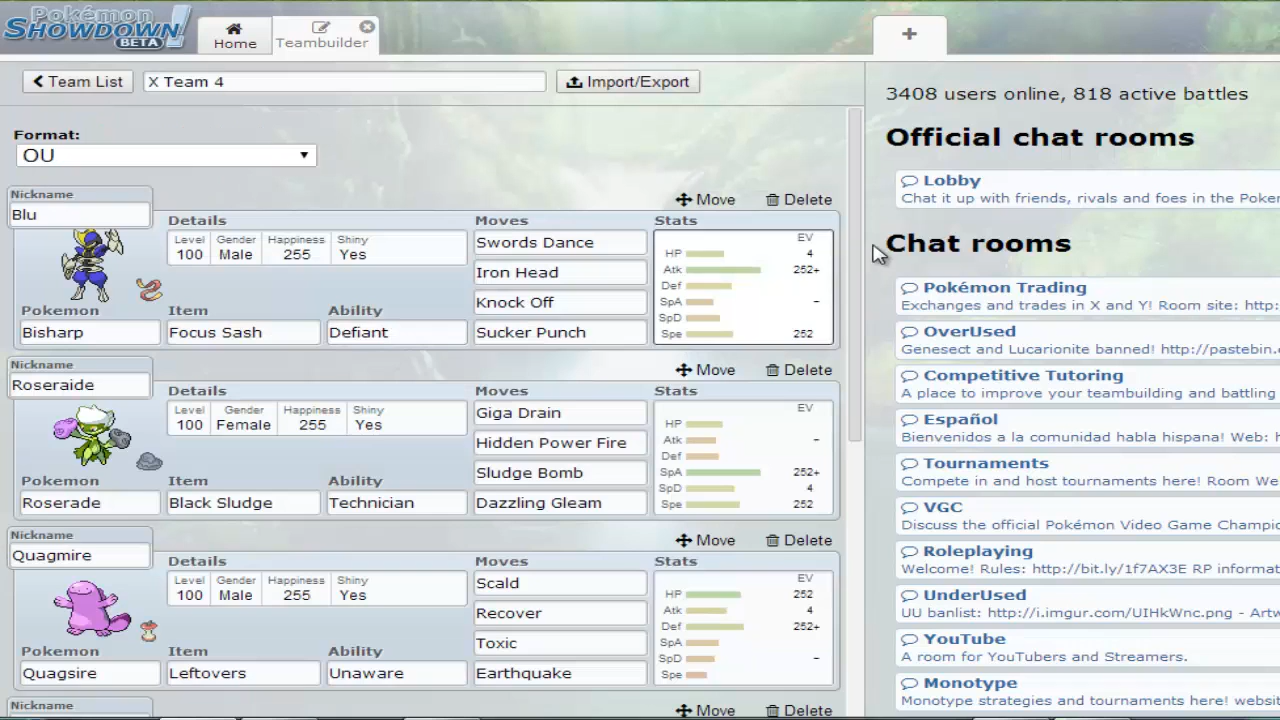 Pokémon
SHOWDOWN!
BETA
Home
Teambuilder
+
Team List
X Team 4
Import/Export
3408 users online, 818 active battles
Official chat rooms
Lobby
Chat it up with friends, rivals and foes in the Poker
Chat rooms
Pokémon Trading
Exchanges and trades in X and Y! Room site: http:
OverUsed
Genesect and Lucarionite banned! http://pastebin.
Competitive Tutoring
A place to improve your teambuilding and battling
Español
Bienvenidos a la comunidad habla hispana! Web: h
Tournaments
Compete in and host tournaments here! Room We
VGC
Discuss the official Pokémon Video Game Champio
Roleplaying
Welcome! Rules: http://bit.ly/1f7AX3E RP informat
UnderUsed
UU banlist: http://i.imgur.com/UIHkWnc.png - Artw
YouTube
A room for YouTubers and Streamers.
Monotype
Monotype strategies and tournaments here! websit
Format:
OU
Nickname
Blu
Move Delete
Details
Level Gender Happiness Shiny
100 Male 255 Yes
Pokemon Item Ability
Bisharp Focus Sash Defiant
Moves
Swords Dance
Iron Head
Knock Off
Sucker Punch
Stats
EV
HP 4
Atk 252+
Def
SpA -
SpD
Spe 252
Nickname
Roseraide
Move Delete
Details
Level Gender Happiness Shiny
100 Female 255 Yes
Pokemon Item Ability
Roserade Black Sludge Technician
Moves
Giga Drain
Hidden Power Fire
Sludge Bomb
Dazzling Gleam
Stats
EV
HP
Atk -
Def
SpA 252+
SpD 4
Spe 252
Nickname
Quagmire
Move Delete
Details
Level Gender Happiness Shiny
100 Male 255 Yes
Pokemon Item Ability
Quagsire Leftovers Unaware
Moves
Scald
Recover
Toxic
Earthquake
Stats
EV
HP 252
Atk 4
Def 252+
SpA
SpD -
Spe
Nickname
Move Delete